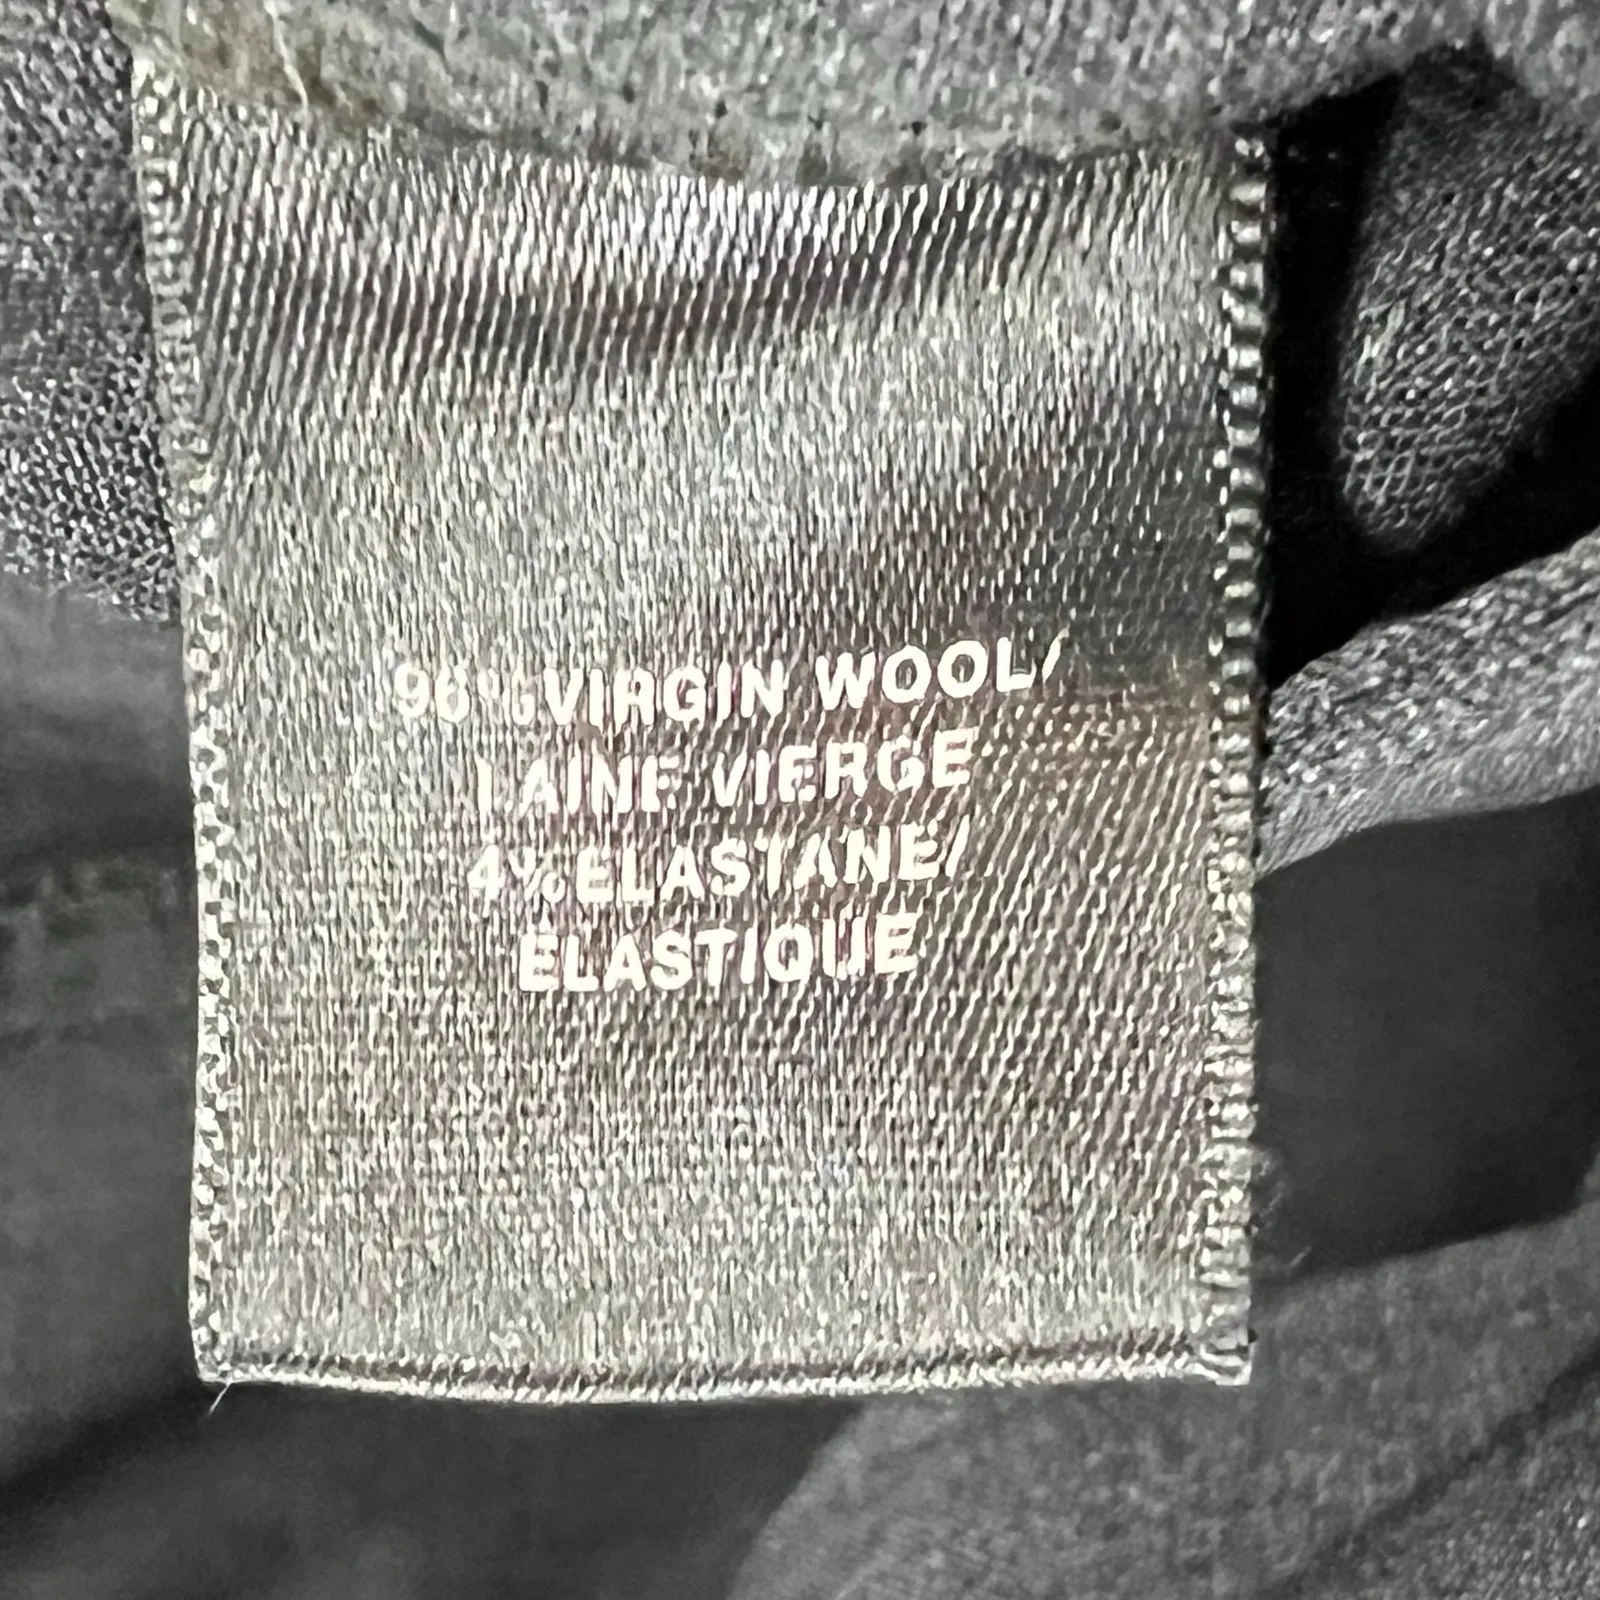 96%VIRGIN WOOL/
LAINE VIERGE
4%ELASTANE/
ELASTIQUE